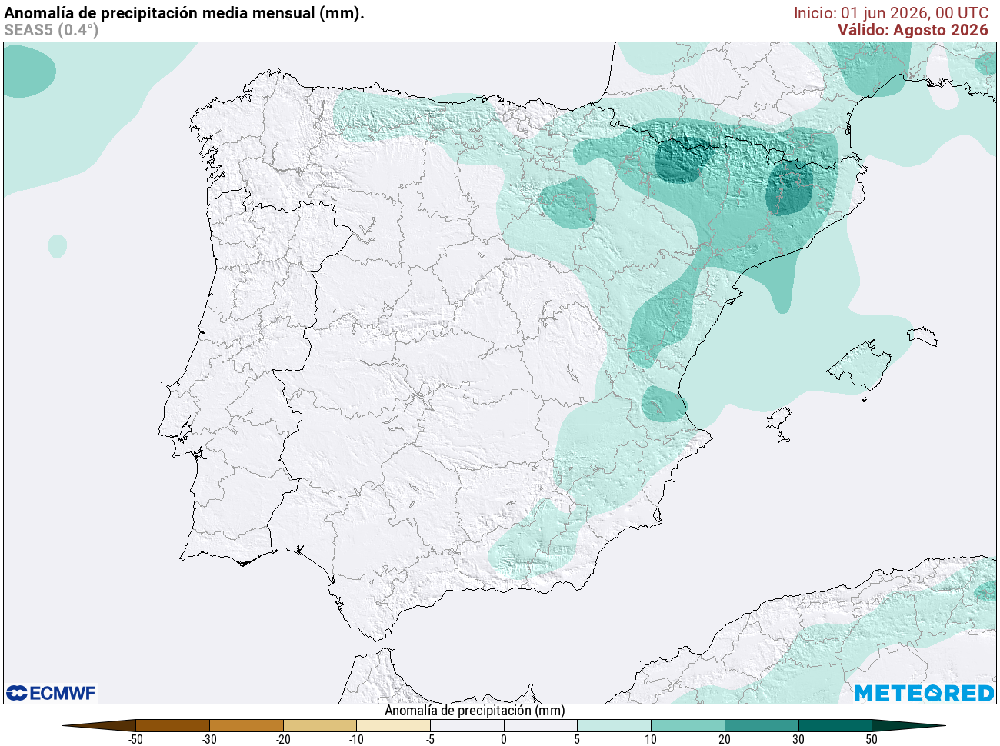 Anomalía de precipitación media mensual (mm).
Inicio: 01 jun 2026, 00 UTC
SEAS5 (0.4°)
Válido: Agosto 2026
ECMWF
METEORED
Anomalía de precipitación (mm)
-50 -30 -20 -10 -5 0 5 10 20 30 50